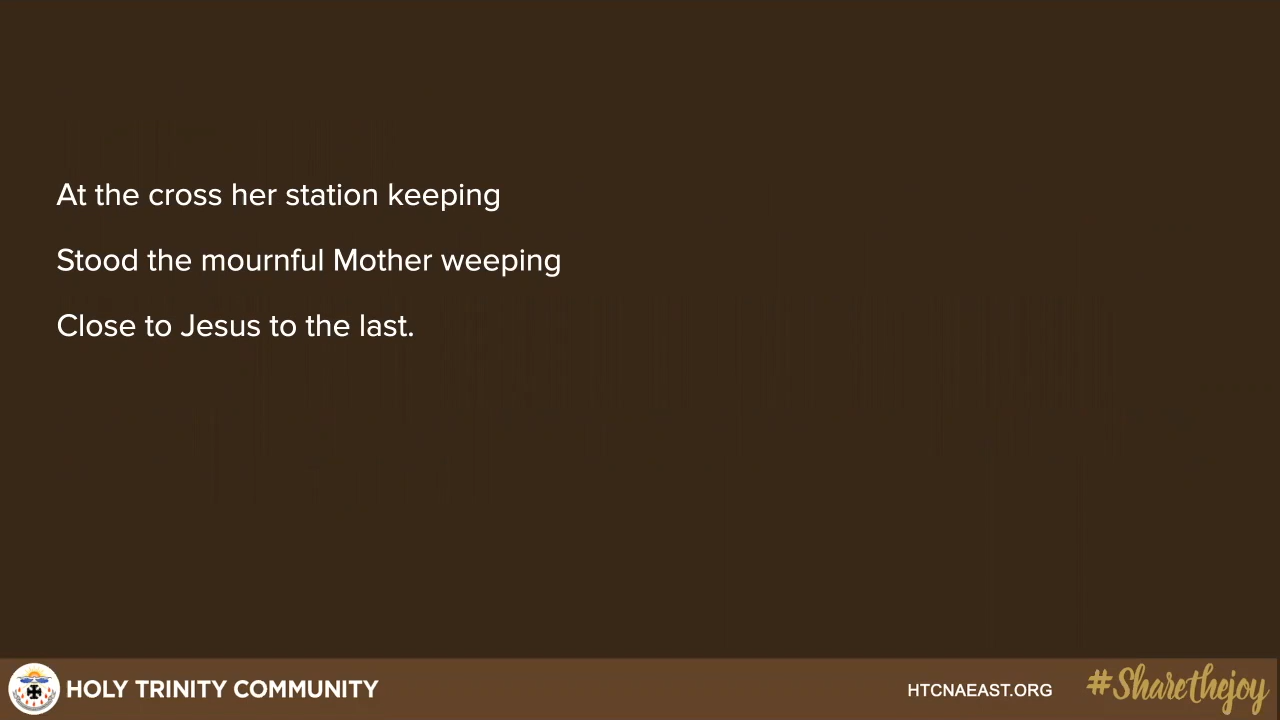 At the cross her station keeping
Stood the mournful Mother weeping
Close to Jesus to the last.
HOLY TRINITY COMMUNITY
HTCNAEAST.ORG
#Sharethejoy